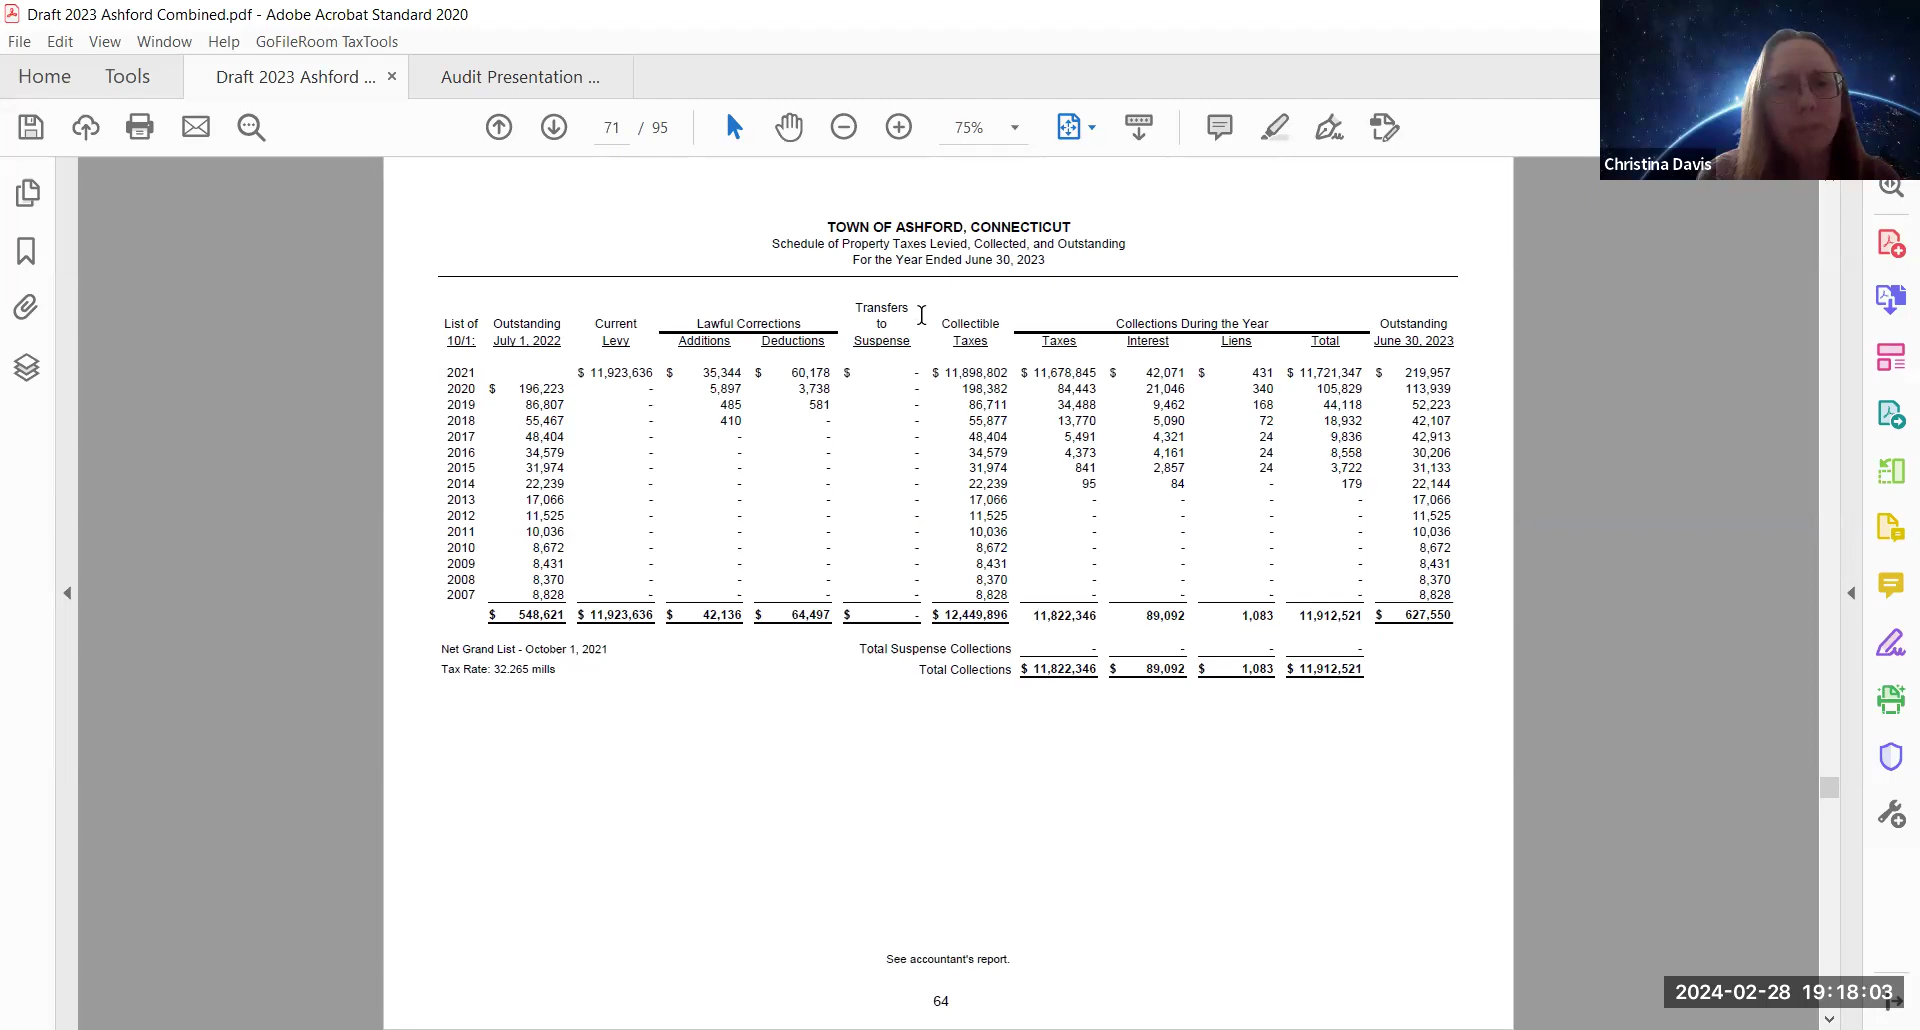 Draft 2023 Ashford Combined.pdf - Adobe Acrobat Standard 2020
File Edit View Window Help GoFileRoom TaxTools
Home Tools Draft 2023 Ashford ... × Audit Presentation ...
71 / 95 75%
Christina Davis
TOWN OF ASHFORD, CONNECTICUT
Schedule of Property Taxes Levied, Collected, and Outstanding
For the Year Ended June 30, 2023
Transfers
List of Outstanding Current Lawful Corrections to Collectible Collections During the Year Outstanding
10/1: July 1, 2022 Levy Additions Deductions Suspense Taxes Taxes Interest Liens Total June 30, 2023
2021 $ 11,923,636 $ 35,344 $ 60,178 $ - $ 11,898,802 $ 11,678,845 $ 42,071 $ 431 $ 11,721,347 $ 219,957
2020 $ 196,223 - 5,897 3,738 - 198,382 84,443 21,046 340 105,829 113,939
2019 86,807 - 485 581 - 86,711 34,488 9,462 168 44,118 52,223
2018 55,467 - 410 - - 55,877 13,770 5,090 72 18,932 42,107
2017 48,404 - - - - 48,404 5,491 4,321 24 9,836 42,913
2016 34,579 - - - - 34,579 4,373 4,161 24 8,558 30,206
2015 31,974 - - - - 31,974 841 2,857 24 3,722 31,133
2014 22,239 - - - - 22,239 95 84 - 179 22,144
2013 17,066 - - - - 17,066 - - - - 17,066
2012 11,525 - - - - 11,525 - - - - 11,525
2011 10,036 - - - - 10,036 - - - - 10,036
2010 8,672 - - - - 8,672 - - - - 8,672
2009 8,431 - - - - 8,431 - - - - 8,431
2008 8,370 - - - - 8,370 - - - - 8,370
2007 8,828 - - - - 8,828 - - - - 8,828
$ 548,621 $ 11,923,636 $ 42,136 $ 64,497 $ - $ 12,449,896 11,822,346 89,092 1,083 11,912,521 $ 627,550
Net Grand List - October 1, 2021 Total Suspense Collections - - - -
Tax Rate: 32.265 mills Total Collections $ 11,822,346 $ 89,092 $ 1,083 $ 11,912,521
See accountant's report.
64
2024-02-28 19:18:03